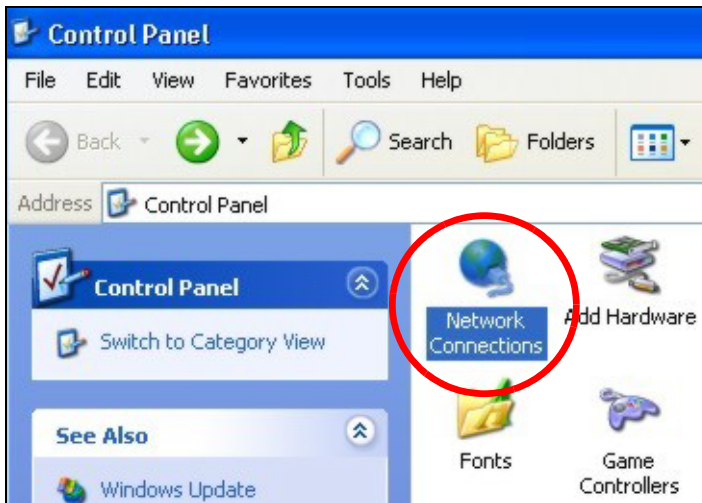 Control Panel
File Edit View Favorites Tools Help
Back Search Folders
Address Control Panel
Control Panel
Switch to Category View
See Also
Windows Update
Network
Connections
Add Hardware
Fonts
Game
Controllers